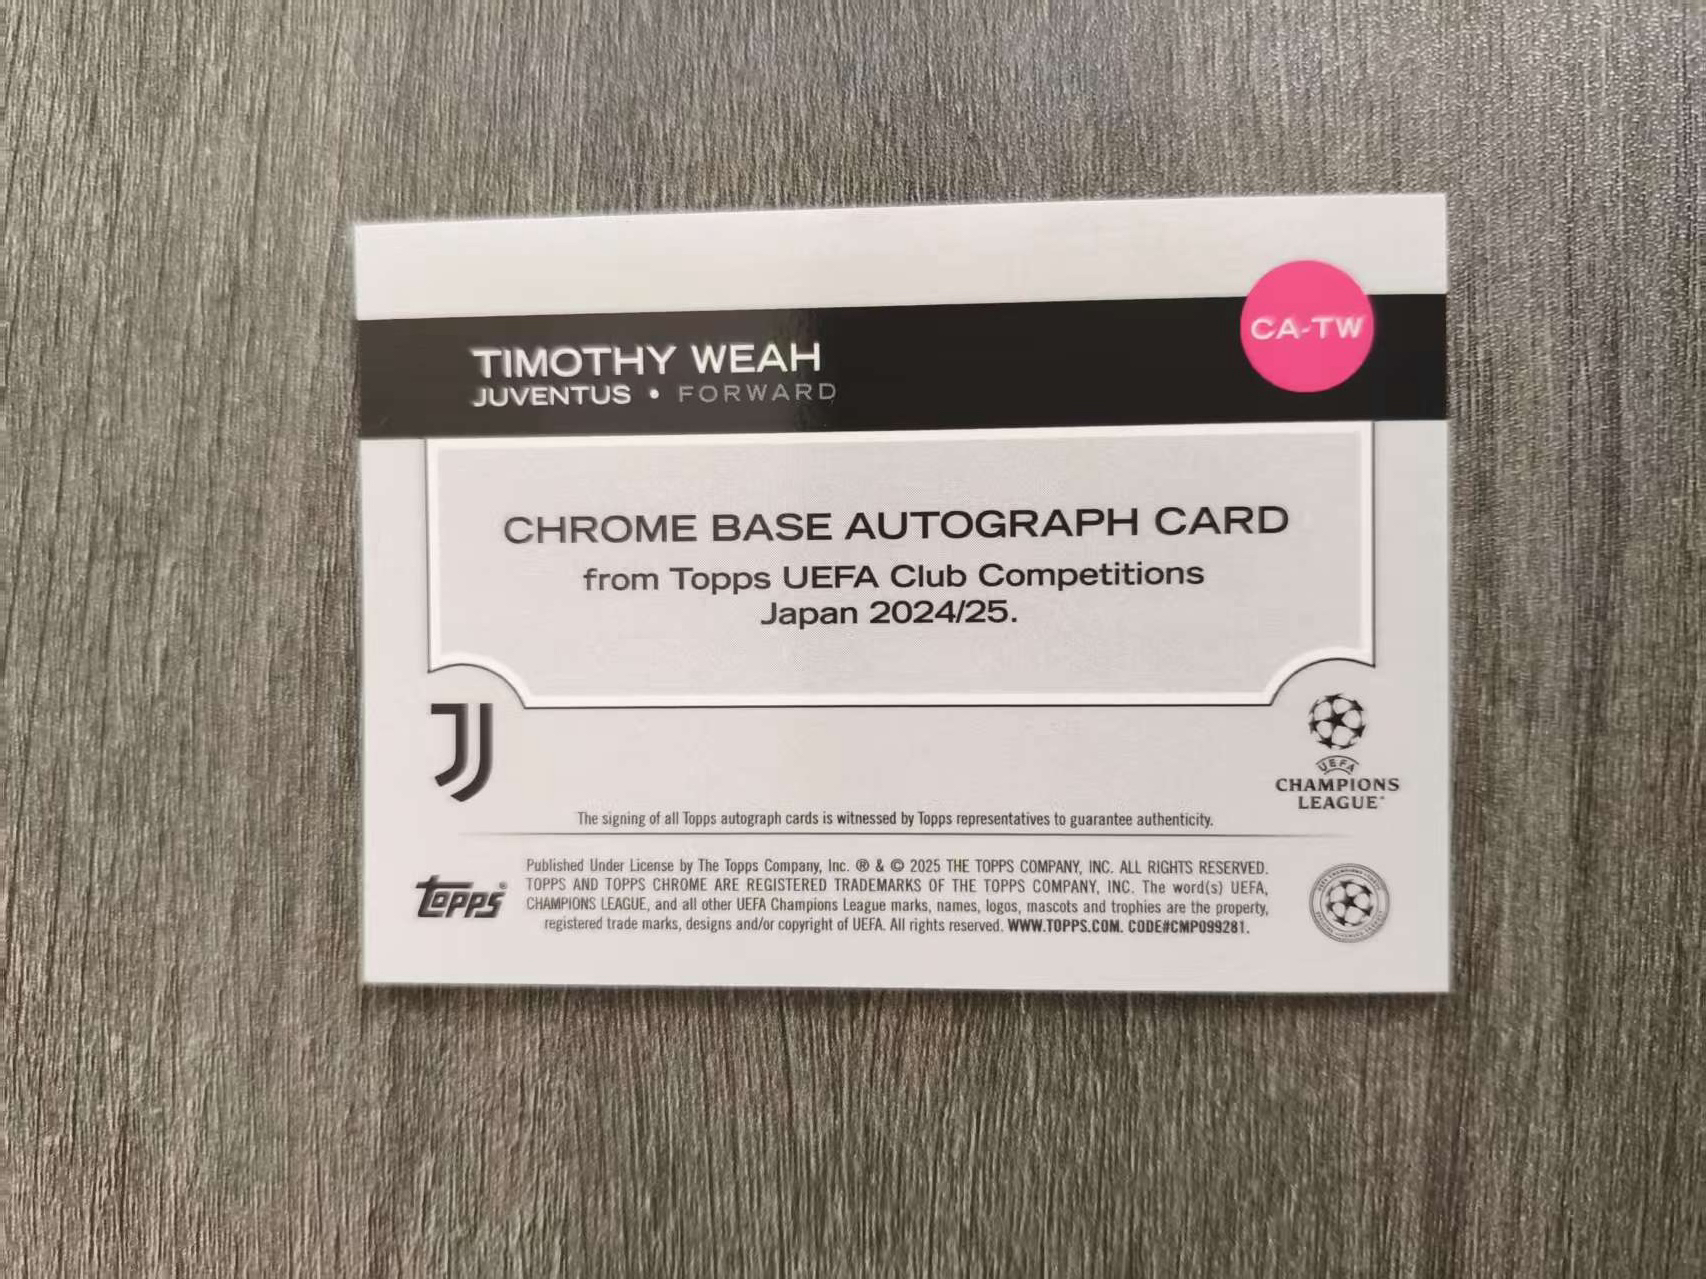 CA-TW
TIMOTHY WEAH
JUVENTUS • FORWARD
CHROME BASE AUTOGRAPH CARD
from Topps UEFA Club Competitions
Japan 2024/25.
UEFA
CHAMPIONS
LEAGUE
The signing of all Topps autograph cards is witnessed by Topps representatives to guarantee authenticity.
topps®
Published Under License by The Topps Company, Inc. ® & © 2025 THE TOPPS COMPANY, INC. ALL RIGHTS RESERVED.
TOPPS AND TOPPS CHROME ARE REGISTERED TRADEMARKS OF THE TOPPS COMPANY, INC. The word(s) UEFA,
CHAMPIONS LEAGUE, and all other UEFA Champions League marks, names, logos, mascots and trophies are the property,
registered trade marks, designs and/or copyright of UEFA. All rights reserved. WWW.TOPPS.COM. CODE#CMP099281.